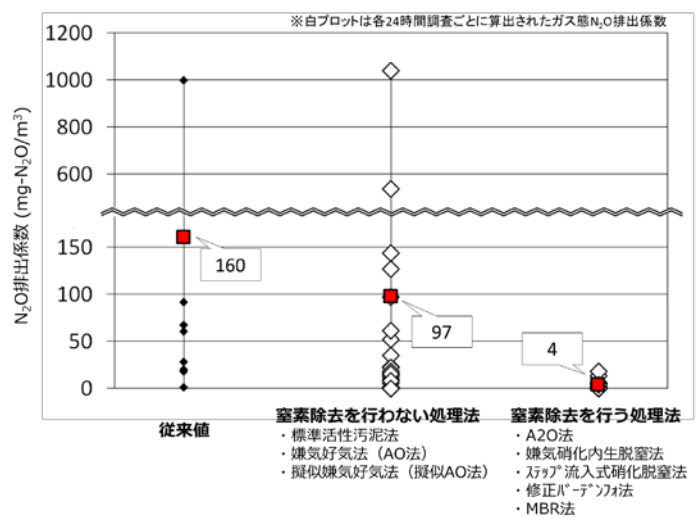 ※白プロットは各24時間調査ごとに算出されたガス態N₂O排出係数
N₂O排出係数 (mg-N₂O/m³)
1200
1000
800
600
150
100
50
0
160
97
4
従来値
窒素除去を行わない処理法
・標準活性汚泥法
・嫌気好気法（AO法）
・擬似嫌気好気法（擬似AO法）
窒素除去を行う処理法
・A2O法
・嫌気硝化内生脱窒法
・ｽﾃｯﾌﾟ流入式硝化脱窒法
・修正ﾊﾞｰﾃﾞﾝﾌｫ法
・MBR法